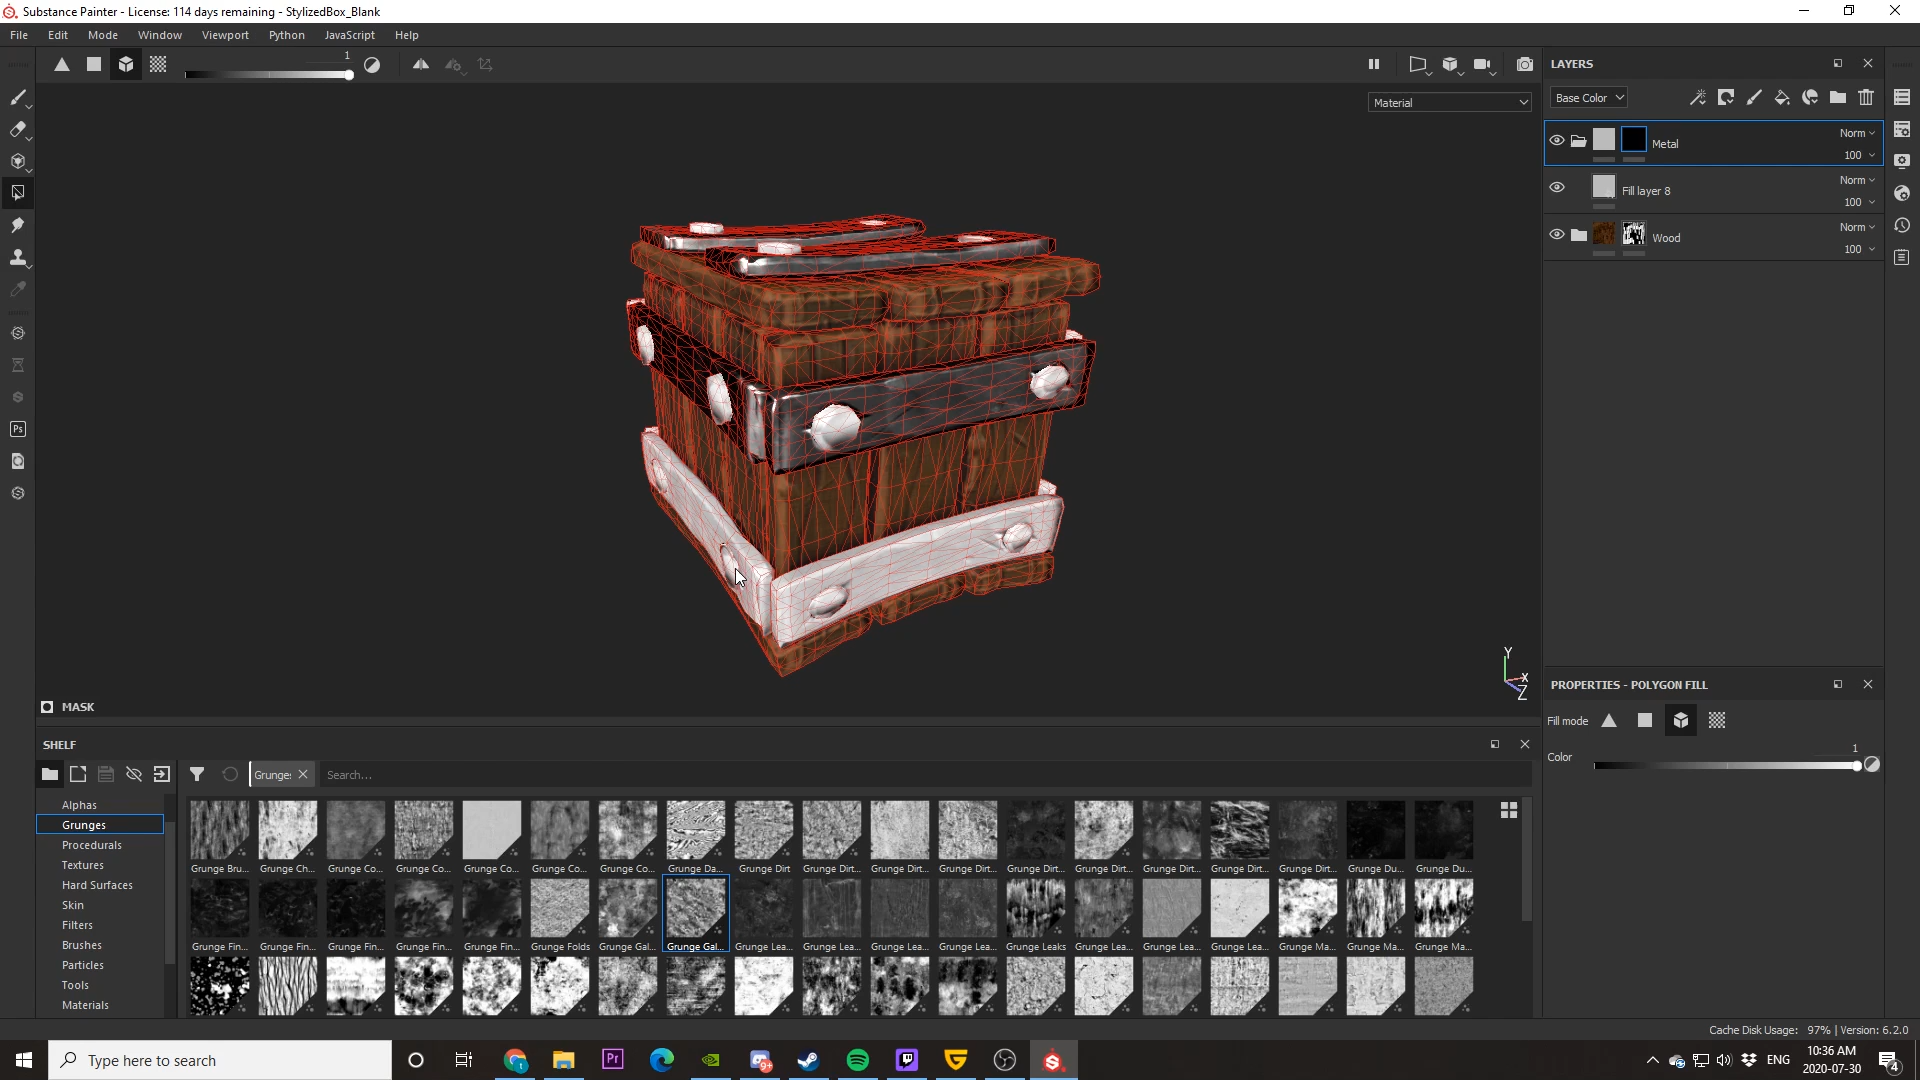 Substance Painter - License: 114 days remaining - StylizedBox_Blank
File Edit Mode Window Viewport Python JavaScript Help
1
Material
LAYERS
Base Color
Metal
Norm
100
Fill layer 8
Norm
100
Wood
Norm
100
Ps
Y
X
Z
MASK
PROPERTIES - POLYGON FILL
Fill mode
Color
1
SHELF
Grunge:
Search...
Alphas
Grunges
Procedurals
Textures
Hard Surfaces
Skin
Filters
Brushes
Particles
Tools
Materials
Grunge Bru... Grunge Ch... Grunge Co... Grunge Co... Grunge Co... Grunge Co... Grunge Co... Grunge Da... Grunge Dirt Grunge Dirt... Grunge Dirt... Grunge Dirt... Grunge Dirt... Grunge Dirt... Grunge Dirt... Grunge Dirt... Grunge Dirt... Grunge Du... Grunge Du...
Grunge Fin... Grunge Fin... Grunge Fin... Grunge Fin... Grunge Fin... Grunge Folds Grunge Gal... Grunge Gal... Grunge Lea... Grunge Lea... Grunge Lea... Grunge Lea... Grunge Leaks Grunge Lea... Grunge Lea... Grunge Lea... Grunge Ma... Grunge Ma... Grunge Ma...
Cache Disk Usage: 97% | Version: 6.2.0
Type here to search
Pr
9+
ENG
10:36 AM
2020-07-30
4